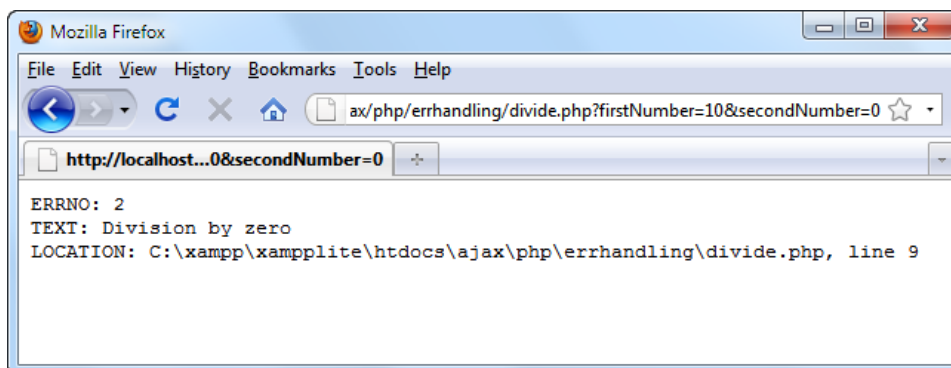 Mozilla Firefox
File Edit View History Bookmarks Tools Help
ax/php/errhandling/divide.php?firstNumber=10&secondNumber=0
http://localhost...0&secondNumber=0
ERRNO: 2
TEXT: Division by zero
LOCATION: C:\xampp\xampplite\htdocs\ajax\php\errhandling\divide.php, line 9